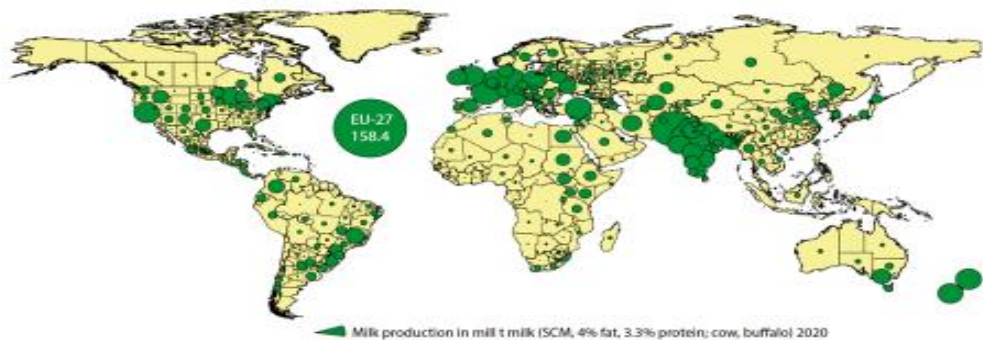 EU-27
158.4
Milk production in mill t milk (SCM, 4% fat, 3.3% protein; cow, buffalo) 2020